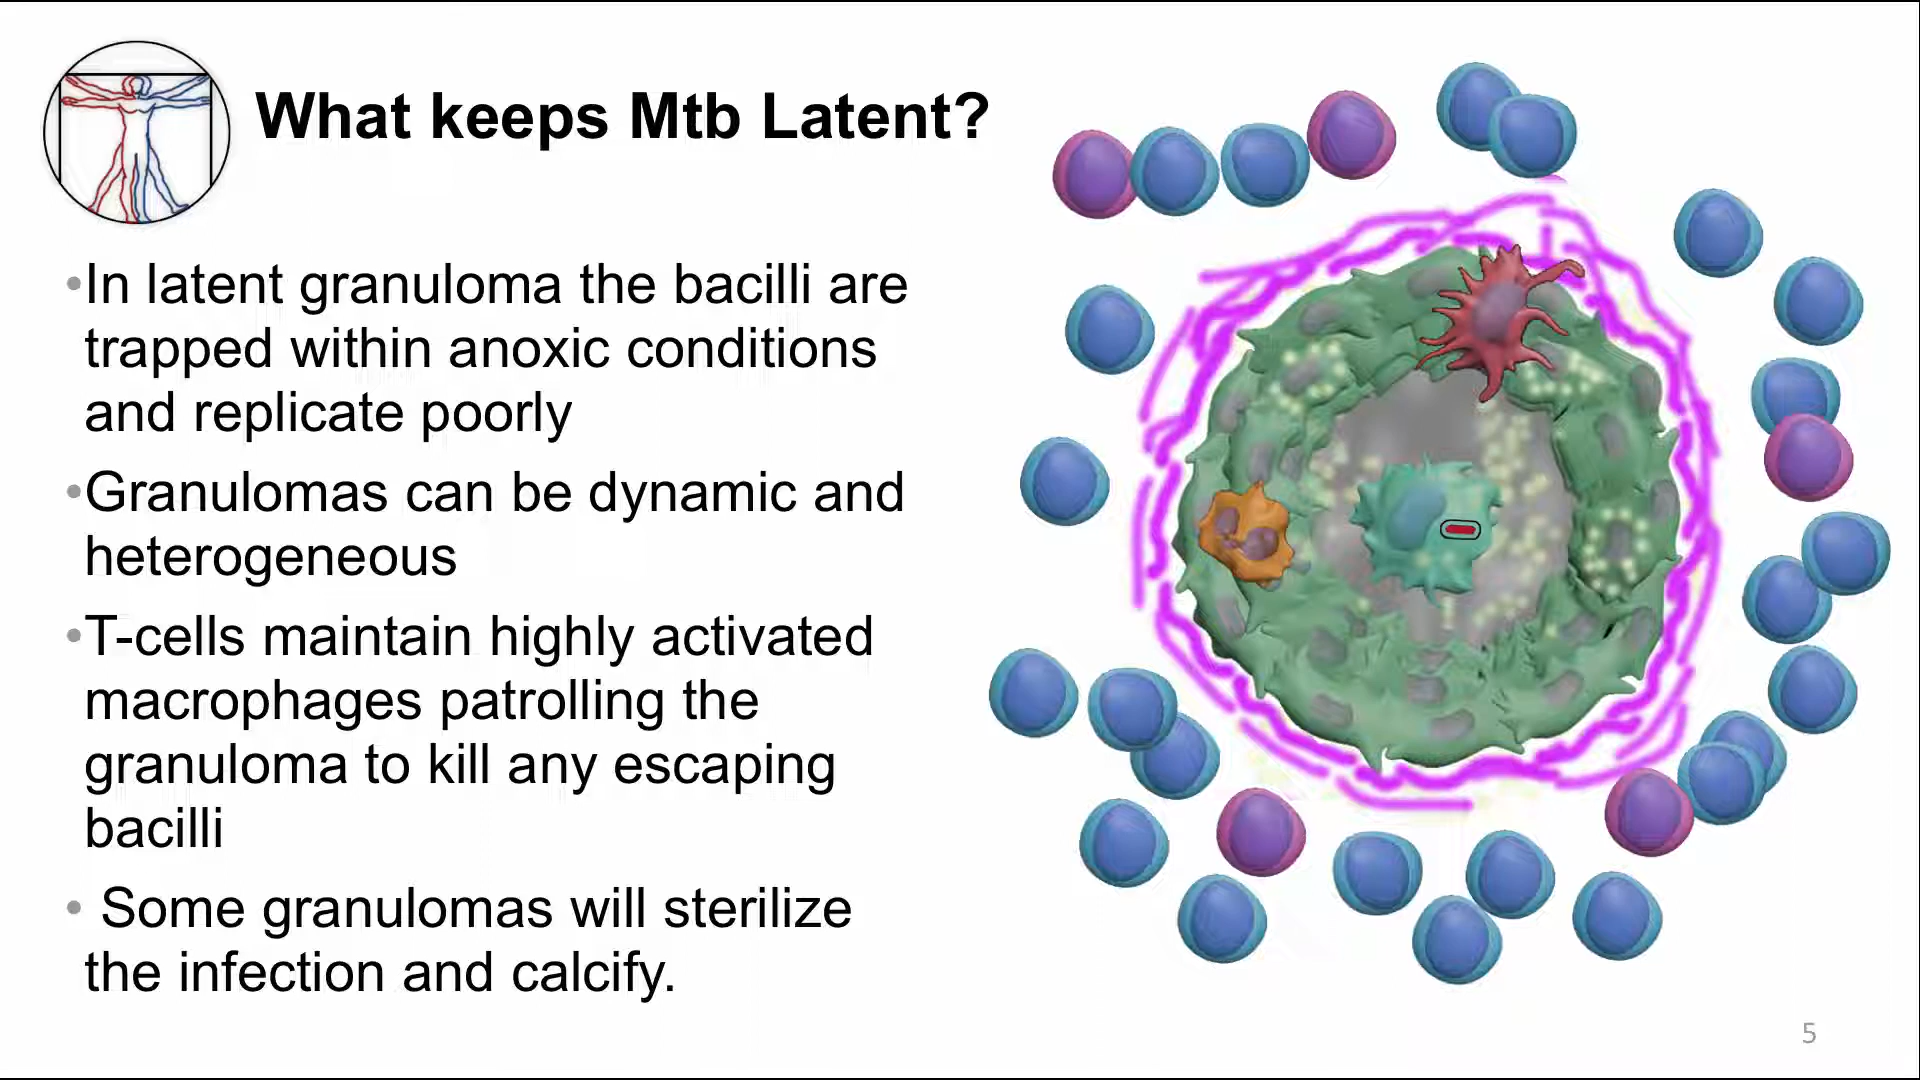 What keeps Mtb Latent?
•In latent granuloma the bacilli are
trapped within anoxic conditions
and replicate poorly
•Granulomas can be dynamic and
heterogeneous
•T-cells maintain highly activated
macrophages patrolling the
granuloma to kill any escaping
bacilli
• Some granulomas will sterilize
the infection and calcify.
5